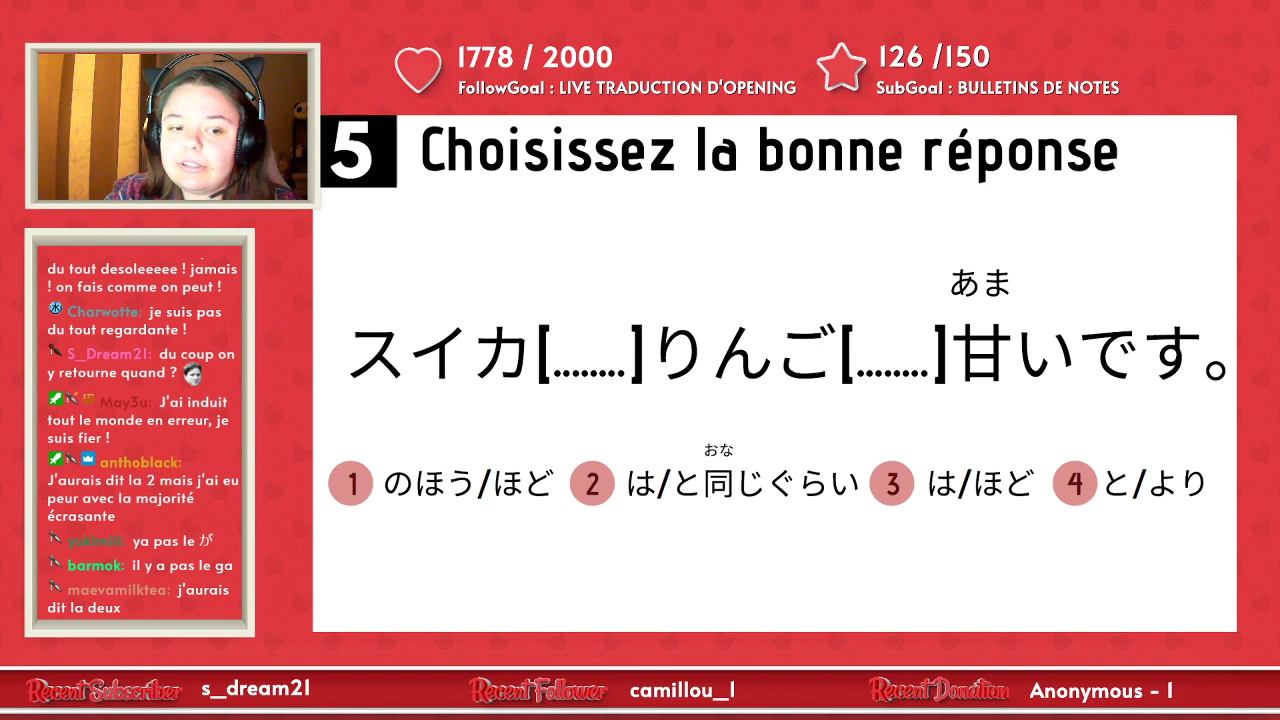 1778 / 2000
FollowGoal : LIVE TRADUCTION D'OPENING
126 /150
SubGoal : BULLETINS DE NOTES
5 Choisissez la bonne réponse
あま
スイカ[........]りんご[........]甘いです。
おな
1 のほう/ほど 2 は/と同じぐらい 3 は/ほど 4 と/より
du tout desoleeeee ! jamais
! on fais comme on peut !
Charwotte: je suis pas
du tout regardante !
S_Dream21: du coup on
y retourne quand ?
May3u: J'ai induit
tout le monde en erreur, je
suis fier !
anthoblack:
J'aurais dit la 2 mais j'ai eu
peur avec la majorité
écrasante
ya pas le が
barmok: il y a pas le ga
maevamilktea: j'aurais
dit la deux
Recent Subscriber s_dream21
Recent Follower camillou_1
Recent Donation Anonymous - 1